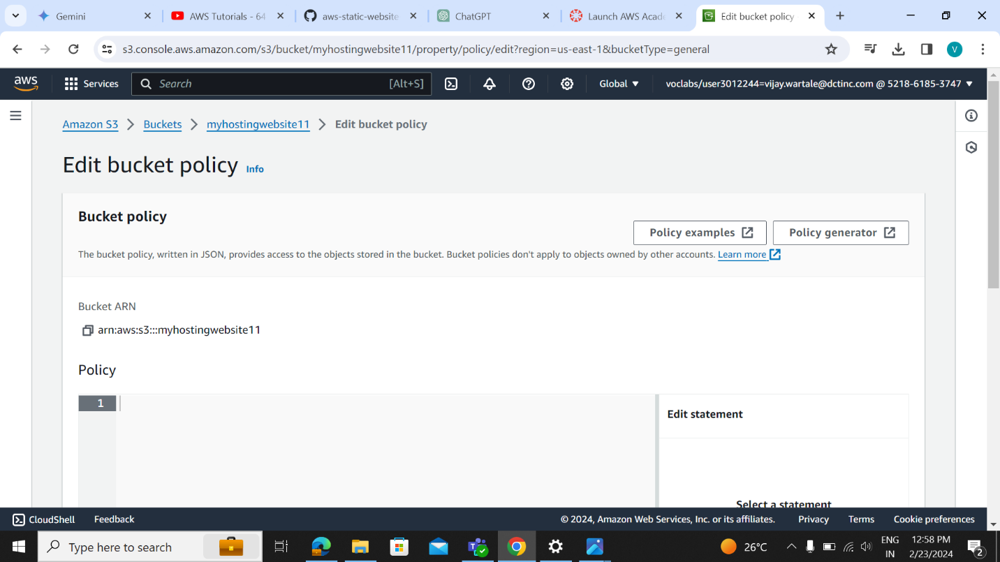 Gemini
AWS Tutorials - 64
aws-static-website
ChatGPT
Launch AWS Acade
Edit bucket policy
s3.console.aws.amazon.com/s3/bucket/myhostingwebsite11/property/policy/edit?region=us-east-1&bucketType=general
V
aws
Services
Search
[Alt+S]
Global
voclabs/user3012244=vijay.wartale@dctinc.com @ 5218-6185-3747
Amazon S3 > Buckets > myhostingwebsite11 > Edit bucket policy
Edit bucket policy Info
Bucket policy
Policy examples
Policy generator
The bucket policy, written in JSON, provides access to the objects stored in the bucket. Bucket policies don't apply to objects owned by other accounts. Learn more
Bucket ARN
arn:aws:s3:::myhostingwebsite11
Policy
1
Edit statement
Select a statement
CloudShell
Feedback
© 2024, Amazon Web Services, Inc. or its affiliates.
Privacy
Terms
Cookie preferences
Type here to search
26°C
ENG
IN
12:58 PM
2/23/2024
2